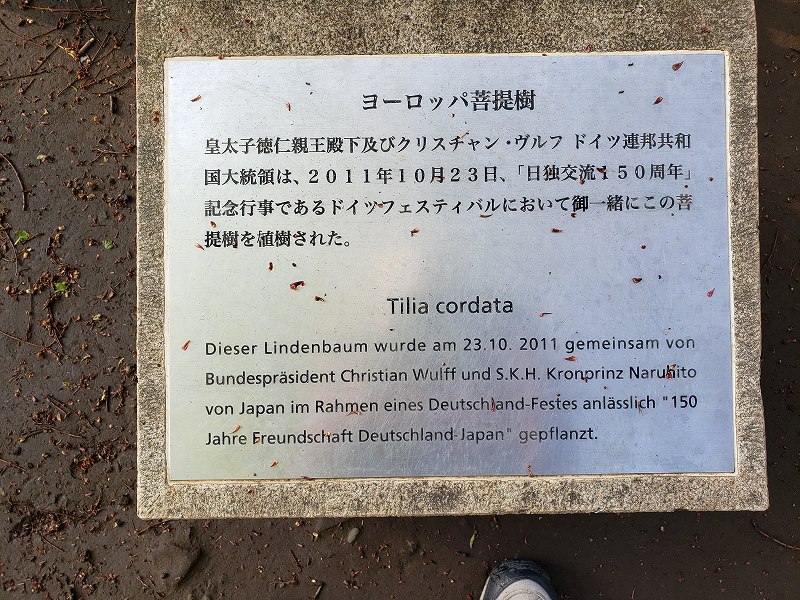 ヨーロッパ菩提樹
皇太子徳仁親王殿下及びクリスチャン・ヴルフ ドイツ連邦共和
国大統領は、２０１１年１０月２３日、「日独交流１５０周年」
記念行事であるドイツフェスティバルにおいて御一緒にこの菩
提樹を植樹された。
Tilia cordata
Dieser Lindenbaum wurde am 23.10. 2011 gemeinsam von
Bundespräsident Christian Wulff und S.K.H. Kronprinz Naruhito
von Japan im Rahmen eines Deutschland-Festes anlässlich "150
Jahre Freundschaft Deutschland-Japan" gepflanzt.